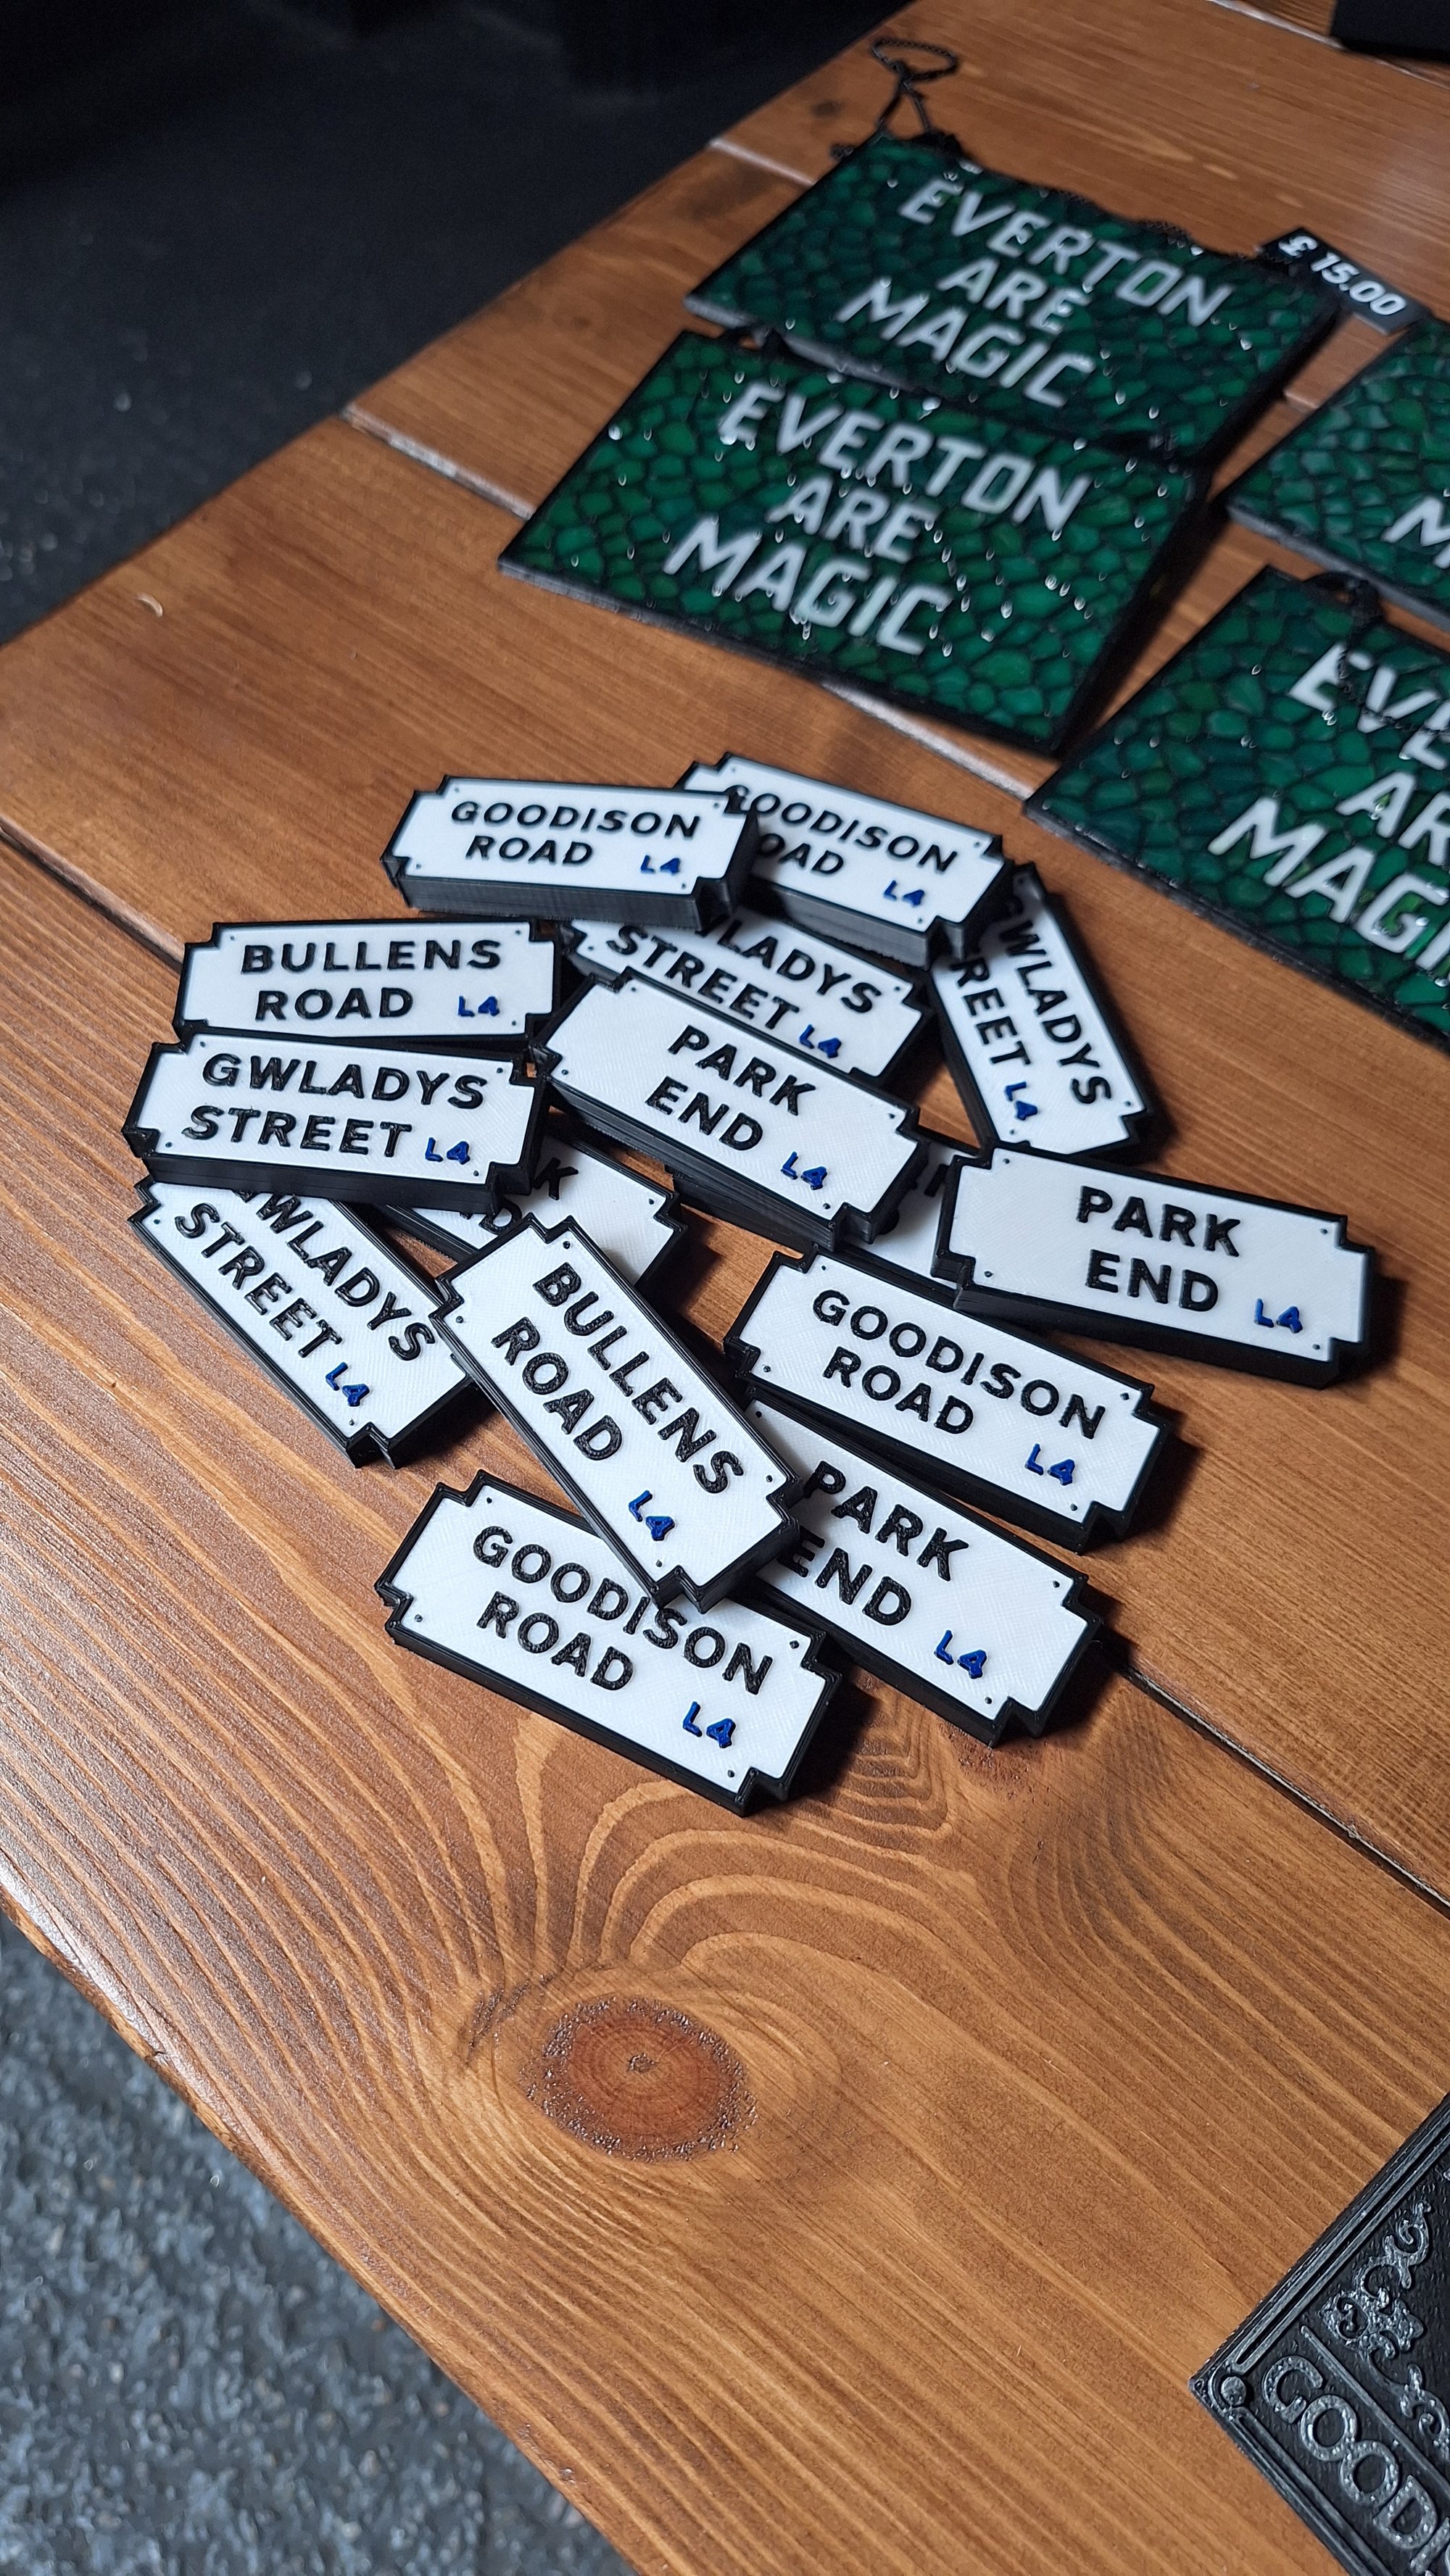 EVERTON
ARE
MAGIC
£15.00
EVERTON
ARE
MAGIC
MAGIC
GOODISON
ROAD L4
GOODISON
ROAD L4
BULLENS
ROAD L4
GWLADYS
STREET L4
GWLADYS
STREET L4
PARK
END L4
GWLADYS
STREET L4
PARK
END L4
GWLADYS
STREET L4
BULLENS
ROAD L4
GOODISON
ROAD L4
PARK
END L4
GOODISON
ROAD L4